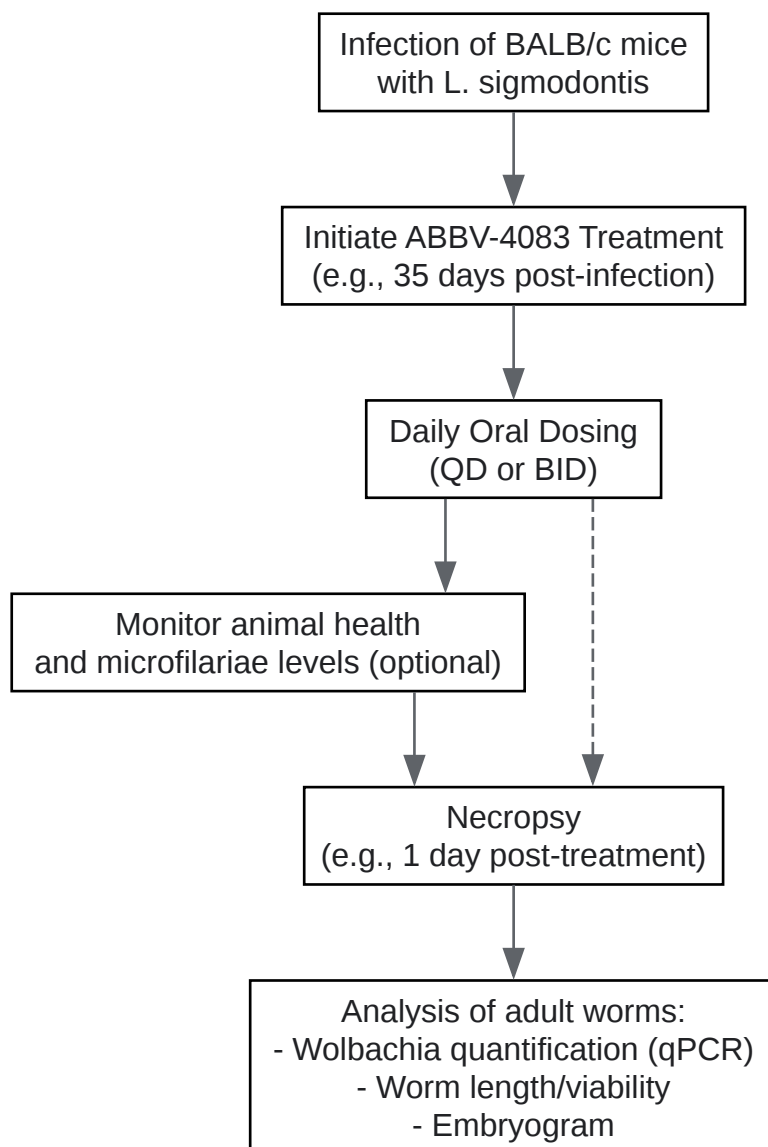 Infection of BALB/c mice
with L. sigmodontis
Initiate ABBV-4083 Treatment
(e.g., 35 days post-infection)
Daily Oral Dosing
(QD or BID)
Monitor animal health
and microfilariae levels (optional)
Necropsy
(e.g., 1 day post-treatment)
Analysis of adult worms:
- Wolbachia quantification (qPCR)
- Worm length/viability
- Embryogram